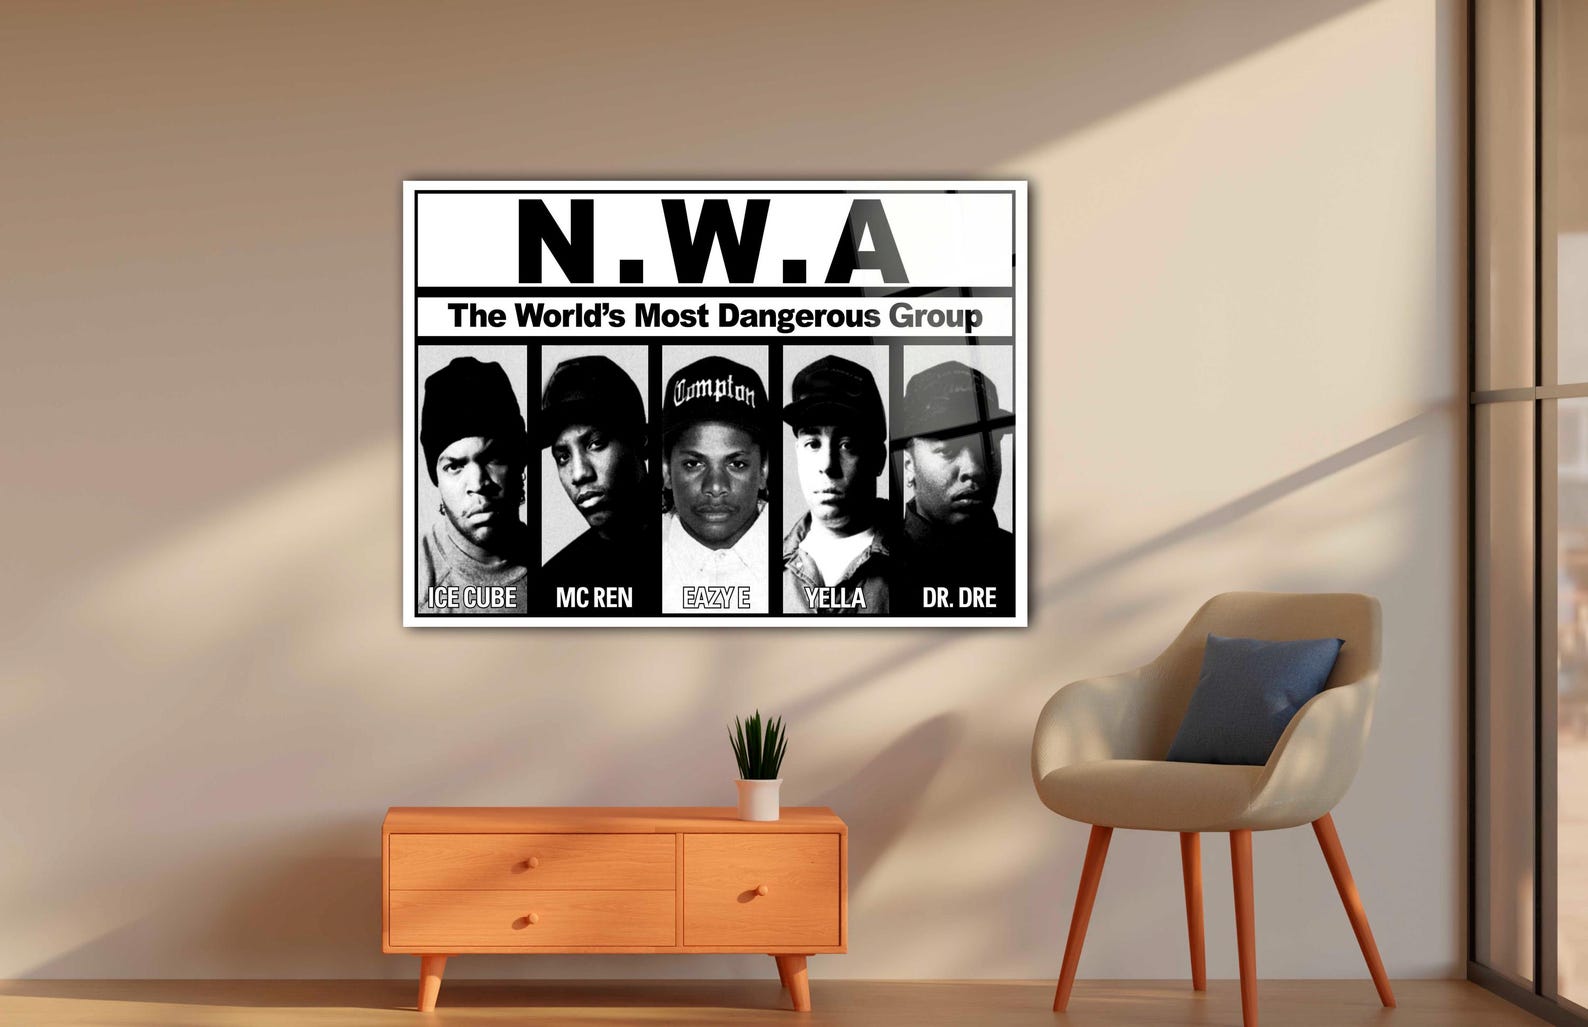 N.W.A
The World's Most Dangerous Group
Compton
ICE CUBE
MC REN
EAZY E
YELLA
DR. DRE